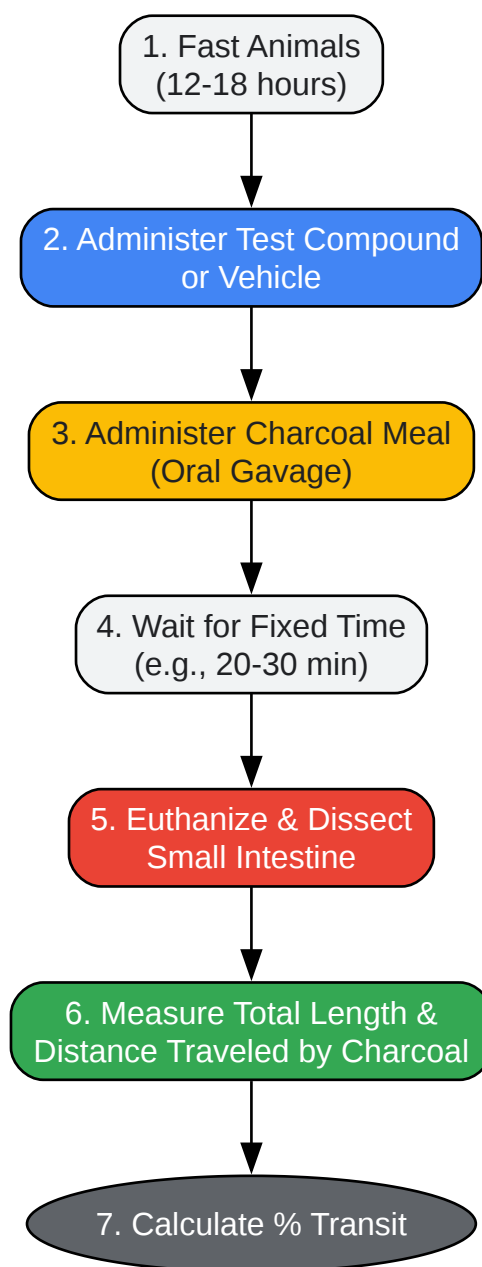 1. Fast Animals
(12-18 hours)
2. Administer Test Compound
or Vehicle
3. Administer Charcoal Meal
(Oral Gavage)
4. Wait for Fixed Time
(e.g., 20-30 min)
5. Euthanize & Dissect
Small Intestine
6. Measure Total Length &
Distance Traveled by Charcoal
7. Calculate % Transit